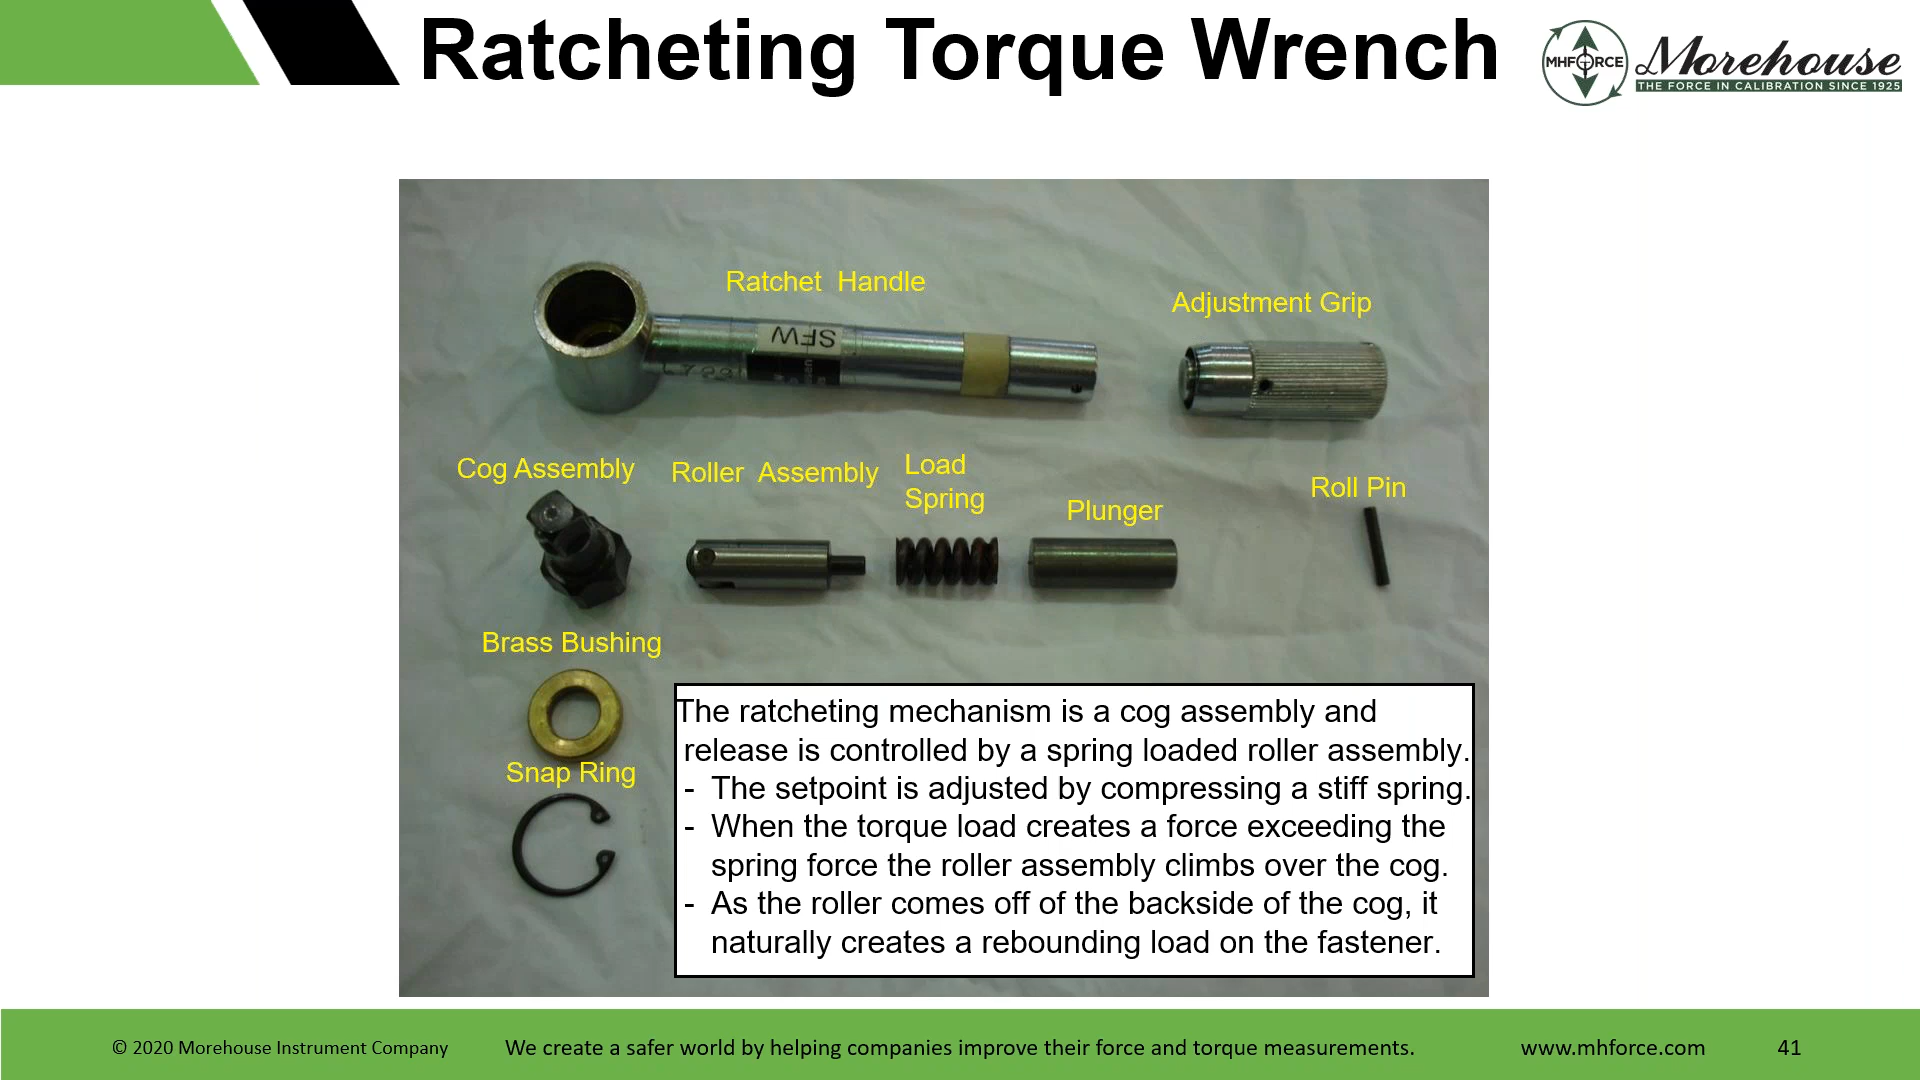 Ratcheting Torque Wrench
MHFORCE
Morehouse
THE FORCE IN CALIBRATION SINCE 1925
Ratchet Handle
Adjustment Grip
SFW
Cog Assembly
Roller Assembly
Load
Spring
Plunger
Roll Pin
Brass Bushing
Snap Ring
The ratcheting mechanism is a cog assembly and
release is controlled by a spring loaded roller assembly.
- The setpoint is adjusted by compressing a stiff spring.
- When the torque load creates a force exceeding the
spring force the roller assembly climbs over the cog.
- As the roller comes off of the backside of the cog, it
naturally creates a rebounding load on the fastener.
© 2020 Morehouse Instrument Company
We create a safer world by helping companies improve their force and torque measurements.
www.mhforce.com
41